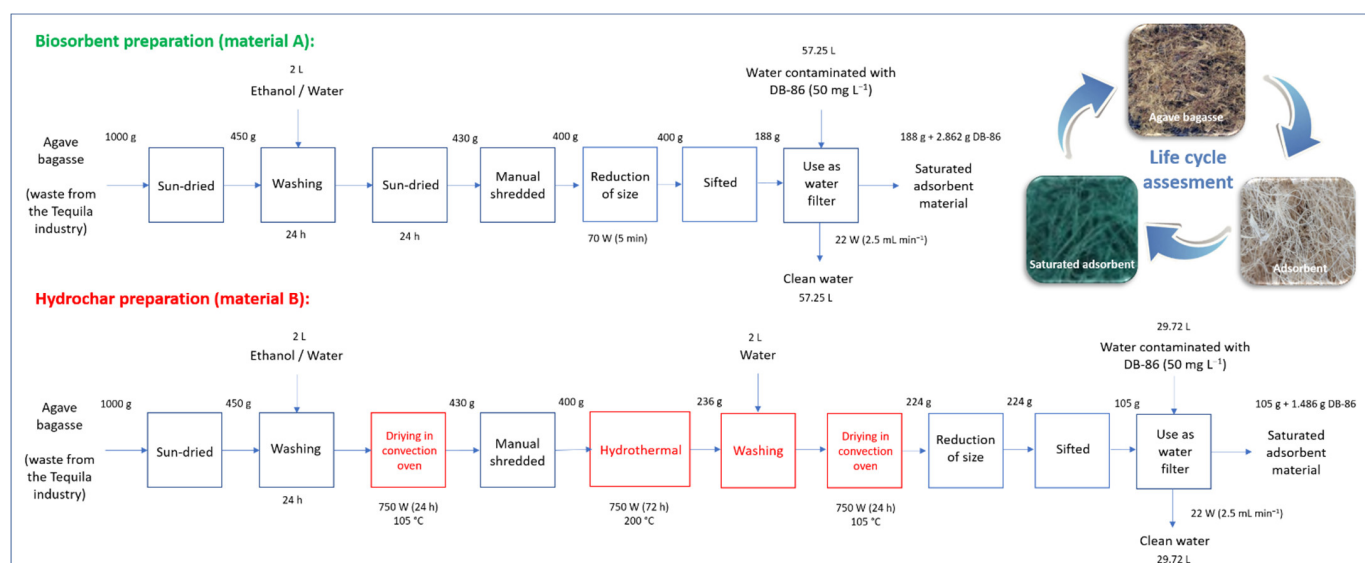 Biosorbent preparation (material A):
2 L
Ethanol / Water
57.25 L
Water contaminated with
DB-86 (50 mg L⁻¹)
Agave
bagasse
(waste from
the Tequila
industry)
1000 g
Sun-dried
450 g
Washing
24 h
Sun-dried
24 h
430 g
Manual
shredded
400 g
Reduction
of size
70 W (5 min)
400 g
Sifted
188 g
Use as
water
filter
22 W (2.5 mL min⁻¹)
Clean water
57.25 L
188 g + 2.862 g DB-86
Saturated
adsorbent
material
Agave bagasse
Life cycle
assesment
Saturated adsorbent
Adsorbent
Hydrochar preparation (material B):
2 L
Ethanol / Water
2 L
Water
29.72 L
Water contaminated with
DB-86 (50 mg L⁻¹)
Agave
bagasse
(waste from
the Tequila
industry)
1000 g
Sun-dried
450 g
Washing
24 h
Driying in
convection
oven
750 W (24 h)
105 °C
430 g
Manual
shredded
400 g
Hydrothermal
750 W (72 h)
200 °C
236 g
Washing
Driying in
convection
oven
750 W (24 h)
105 °C
224 g
Reduction
of size
224 g
Sifted
105 g
Use as
water
filter
22 W (2.5 mL min⁻¹)
Clean water
29.72 L
105 g + 1.486 g DB-86
Saturated
adsorbent
material